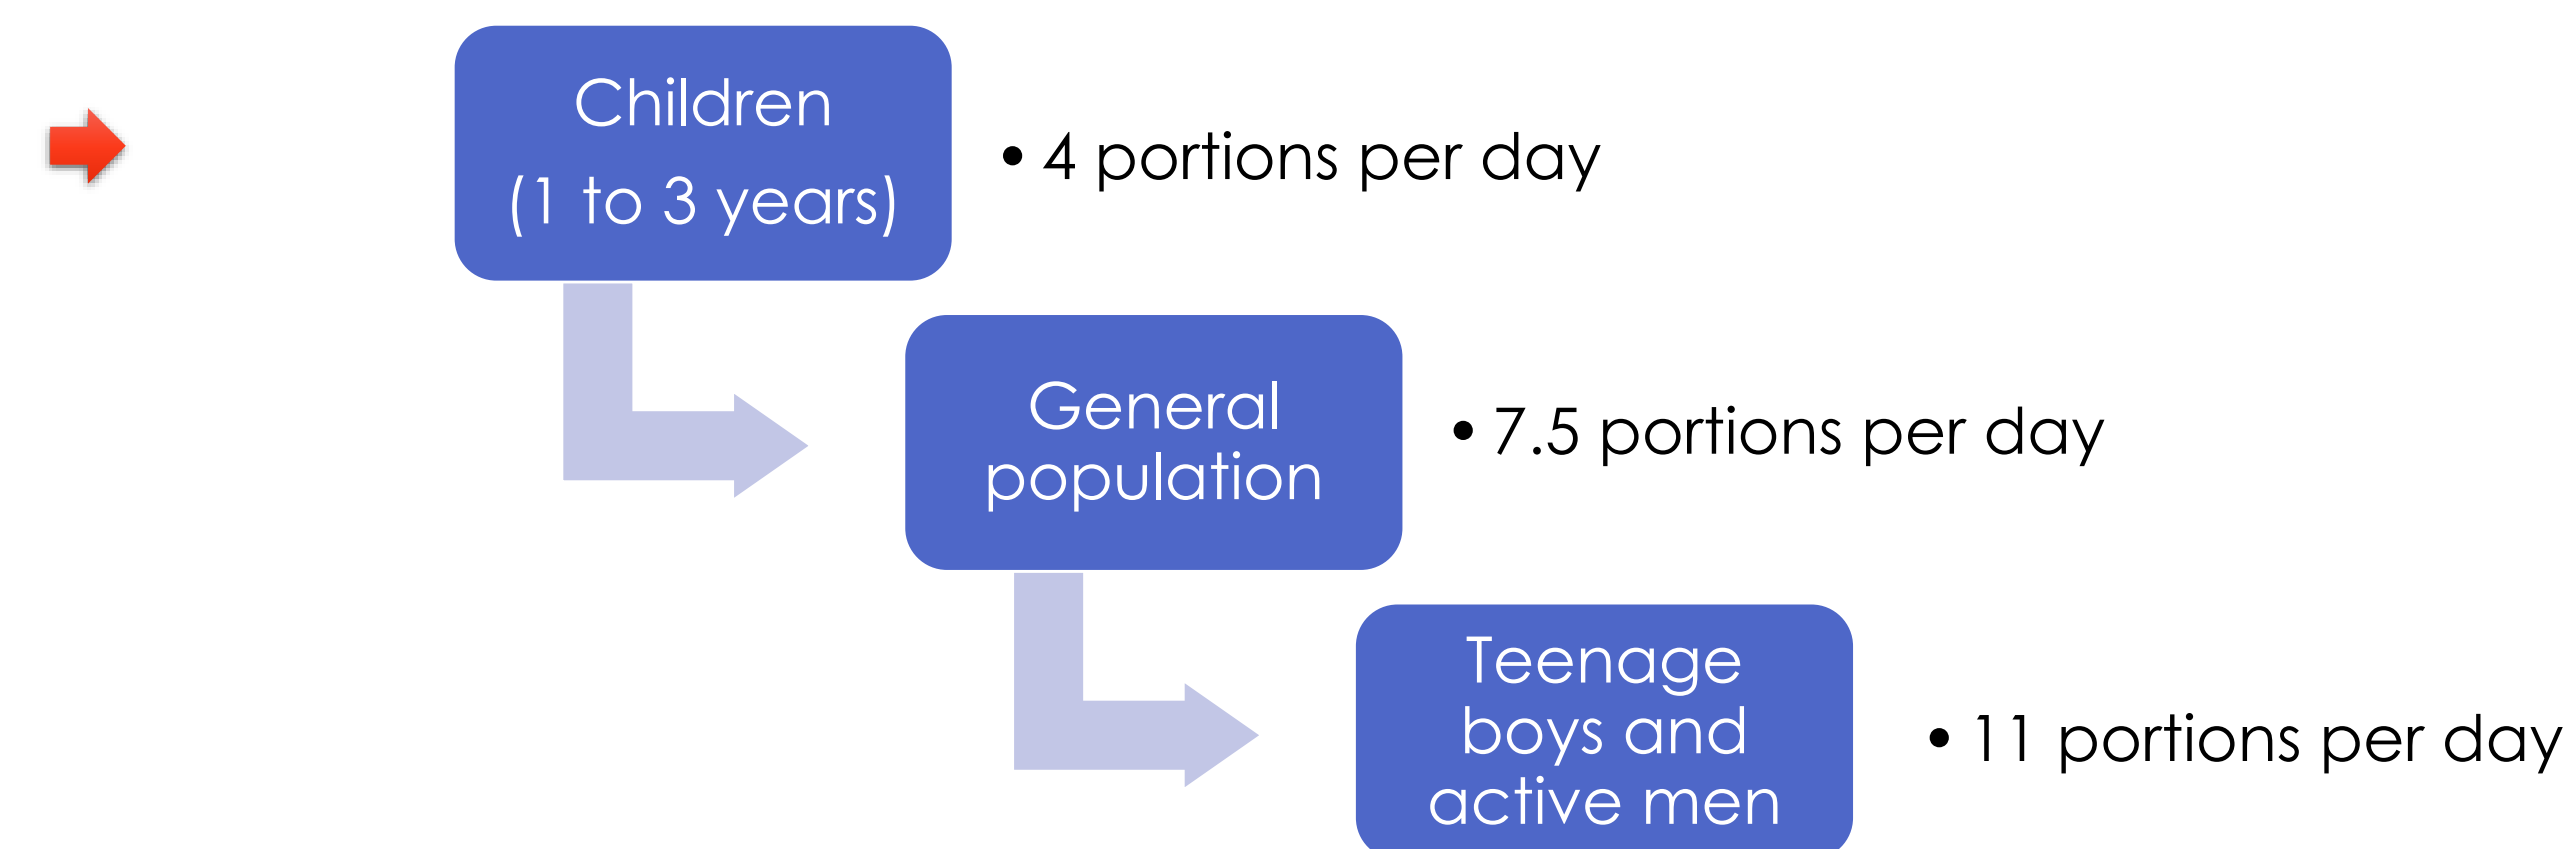 Children
(1 to 3 years)
• 4 portions per day
General
population
• 7.5 portions per day
Teenage
boys and
active men
• 11 portions per day